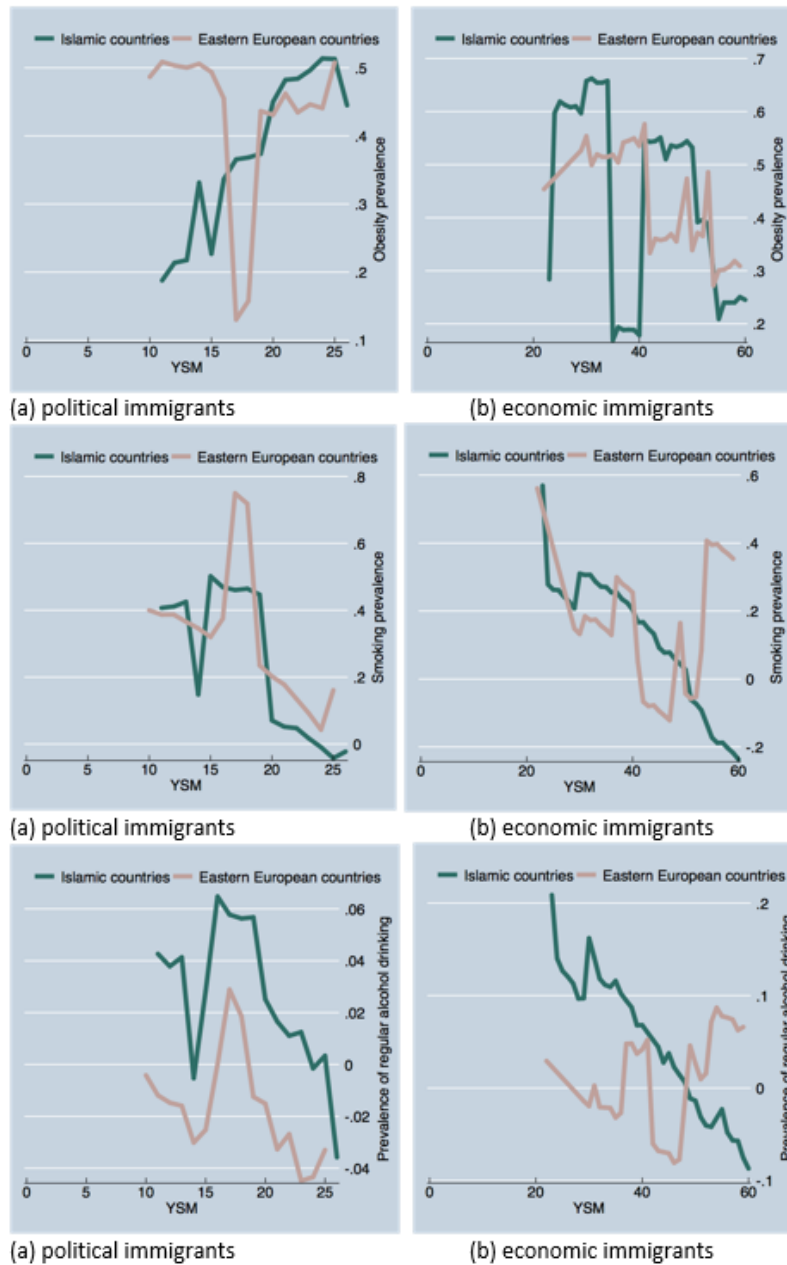 Islamic countries Eastern European countries
Obesity prevalence
.5
.4
.3
.2
.1
0 5 10 15 20 25
YSM
(a) political immigrants
Islamic countries Eastern European countries
Obesity prevalence
.7
.6
.5
.4
.3
.2
0 20 40 60
YSM
(b) economic immigrants
Islamic countries Eastern European countries
Smoking prevalence
.8
.6
.4
.2
0
0 5 10 15 20 25
YSM
(a) political immigrants
Islamic countries Eastern European countries
Smoking prevalence
.6
.4
.2
0
-.2
0 20 40 60
YSM
(b) economic immigrants
Islamic countries Eastern European countries
Prevalence of regular alcohol drinking
.06
.04
.02
0
-.02
-.04
0 5 10 15 20 25
YSM
(a) political immigrants
Islamic countries Eastern European countries
Prevalence of regular alcohol drinking
.2
.1
0
-.1
0 20 40 60
YSM
(b) economic immigrants